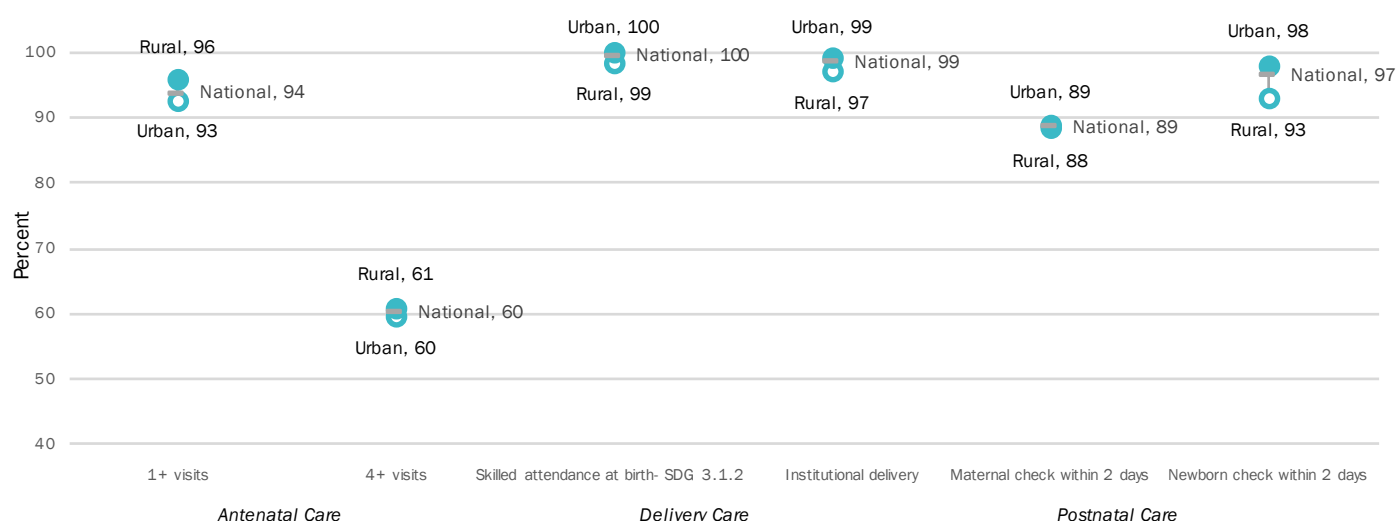 Urban, 100
Urban, 99
Urban, 98
Rural, 96
100
National, 100
National, 99
National, 97
National, 94
Rural, 99
Rural, 97
Urban, 89
90
Urban, 93
National, 89
Rural, 93
Rural, 88
80
Percent
70
Rural, 61
60
National, 60
Urban, 60
50
40
1+ visits
4+ visits
Skilled attendance at birth- SDG 3.1.2
Institutional delivery
Maternal check within 2 days
Newborn check within 2 days
Antenatal Care
Delivery Care
Postnatal Care